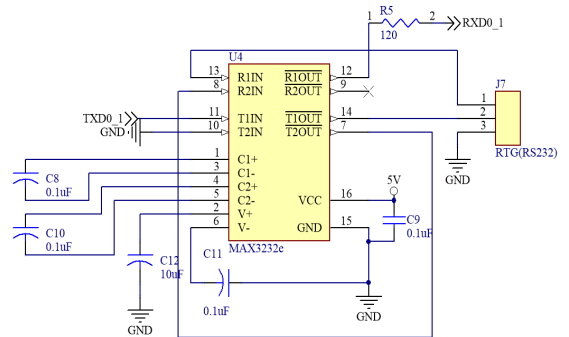 R5
1 2 RXD0_1
120
U4
13 R1IN R1OUT 12
8 R2IN R2OUT 9
J7
1
TXD0_1 11 T1IN T1OUT 14 2
GND 10 T2IN T2OUT 7 3
RTG(RS232)
GND
1 C1+
C8 3 C1-
0.1uF 4 C2+
5 C2- VCC 16 5V
C10 2 V+ C9
0.1uF 6 V- GND 15 0.1uF
MAX3232e
C12 C11
10uF
0.1uF
GND GND